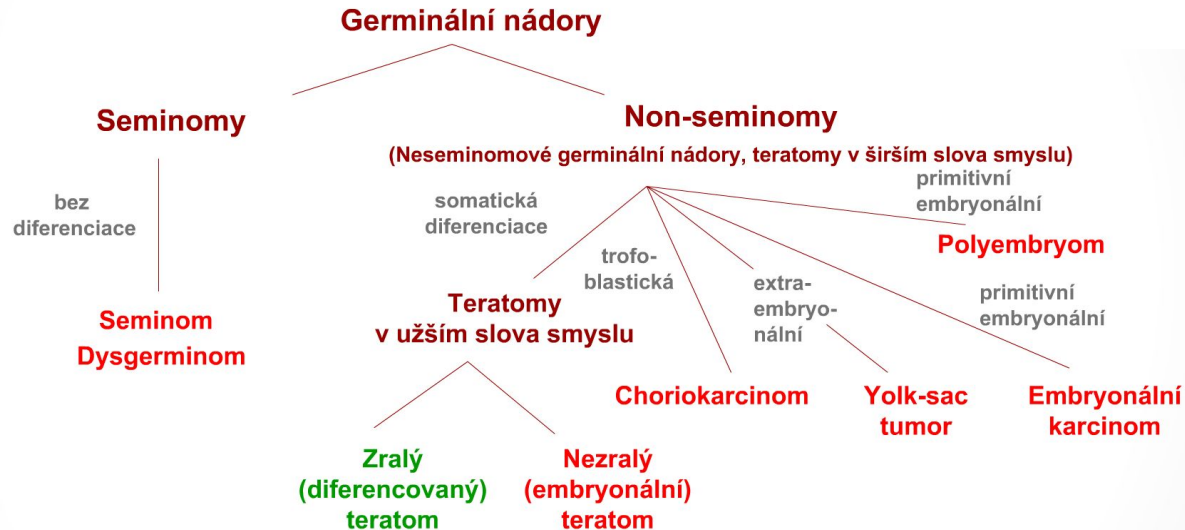 Germinální nádory
Seminomy
Non-seminomy
(Neseminomové germinální nádory, teratomy v širším slova smyslu)
bez
diferenciace
somatická
diferenciace
trofo-
blastická
extra-
embryo-
nální
primitivní
embryonální
Polyembryom
primitivní
embryonální
Seminom
Dysgerminom
Teratomy
v užším slova smyslu
Choriokarcinom
Yolk-sac
tumor
Embryonální
karcinom
Zralý
(diferencovaný)
teratom
Nezralý
(embryonální)
teratom